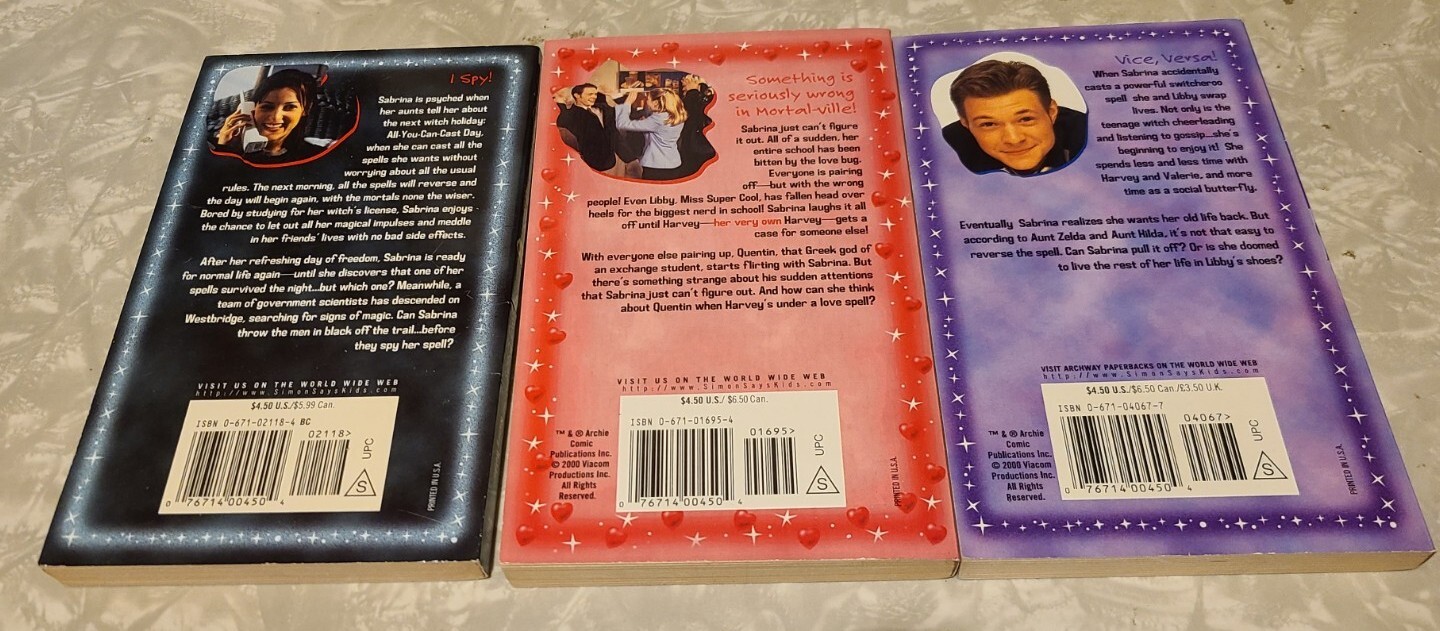 I Spy!
Sabrina is psyched when
her aunts tell her about
the next witch holiday:
All-You-Can-Cast Day,
when she can cast all the
spells she wants without
worrying about all the usual
rules. The next morning, all the spells will reverse and
the day will begin again, with the mortals none the wiser.
Bored by studying for her witch's license, Sabrina enjoys
the chance to let out all her magical impulses and meddle
in her friends' lives with no bad side effects.
After her refreshing day of freedom, Sabrina is ready
for normal life again—until she discovers that one of her
spells survived the night...but which one? Meanwhile, a
team of government scientists has descended on
Westbridge, searching for signs of magic. Can Sabrina
throw the men in black off the trail...before
they spy her spell?
VISIT US ON THE WORLD WIDE WEB
http://www.SimonSaysKids.com
$4.50 U.S./$5.99 Can.
ISBN 0-671-02118-4 BC
02118>
UPC
S
0 76714 00450 4
PRINTED IN U.S.A.
Something is
seriously wrong
in Mortal-ville!
Sabrina just can't figure
it out. All of a sudden, her
entire school has been
bitten by the love bug.
Everyone is pairing
off—but with the wrong
people! Even Libby, Miss Super Cool, has fallen head over
heels for the biggest nerd in school! Sabrina laughs it all
off until Harvey—her very own Harvey—gets a
case for someone else!
With everyone else pairing up, Quentin, that Greek god of
an exchange student, starts flirting with Sabrina. But
there's something strange about his sudden attentions
that Sabrina just can't figure out. And how can she think
about Quentin when Harvey's under a love spell?
VISIT US ON THE WORLD WIDE WEB
http://www.SimonSaysKids.com
$4.50 U.S./ $6.50 Can.
ISBN 0-671-01695-4
01695>
UPC
S
0 76714 00450 4
™ & ® Archie
Comic
Publications Inc.
© 2000 Viacom
Productions Inc.
All Rights
Reserved.
PRINTED IN U.S.A.
Vice, Versa!
When Sabrina accidentally
casts a powerful switcheroo
spell she and Libby swap
lives. Not only is the
teenage witch cheerleading
and listening to gossip...she's
beginning to enjoy it! She
spends less and less time with
Harvey and Valerie, and more
time as a social butterfly.
Eventually Sabrina realizes she wants her old life back. But
according to Aunt Zelda and Aunt Hilda, it's not that easy to
reverse the spell. Can Sabrina pull it off? Or is she doomed
to live the rest of her life in Libby's shoes?
VISIT ARCHWAY PAPERBACKS ON THE WORLD WIDE WEB
http://www.SimonSaysKids.com
$4.50 U.S./$6.50 Can./£3.50 U.K.
ISBN 0-671-04067-7
04067>
UPC
S
0 76714 00450 4
™ & ® Archie
Comic
Publications Inc.
© 2000 Viacom
Productions Inc.
All Rights
Reserved.
PRINTED IN U.S.A.